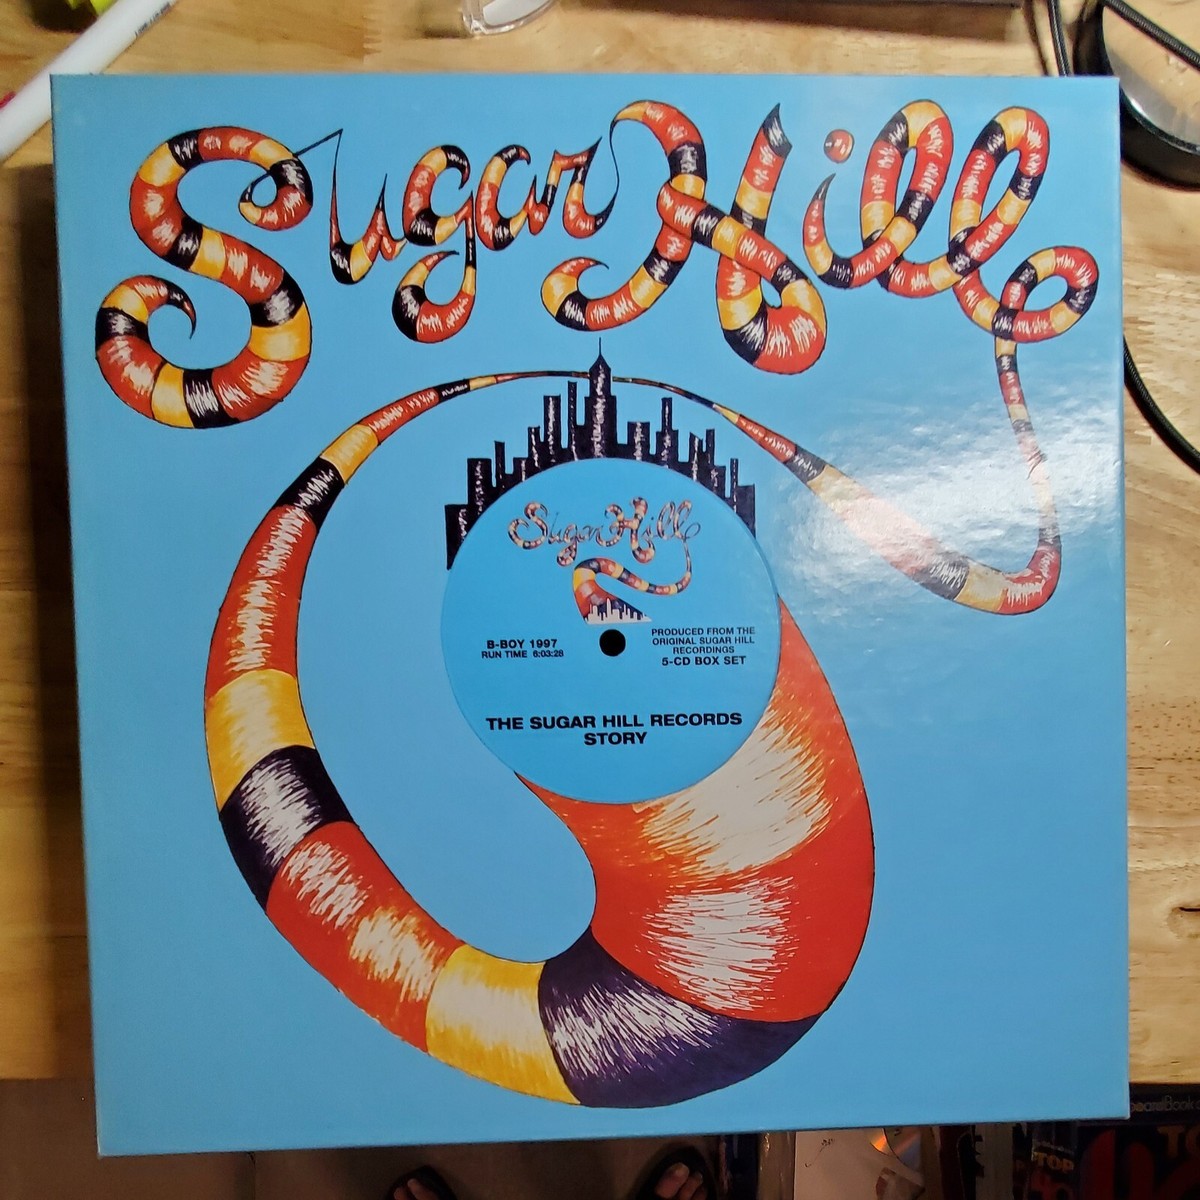 Sugar Hill
Sugar Hill
B-BOY 1997
RUN TIME 6:03:28
PRODUCED FROM THE
ORIGINAL SUGAR HILL
RECORDINGS
5-CD BOX SET
THE SUGAR HILL RECORDS
STORY
TOP